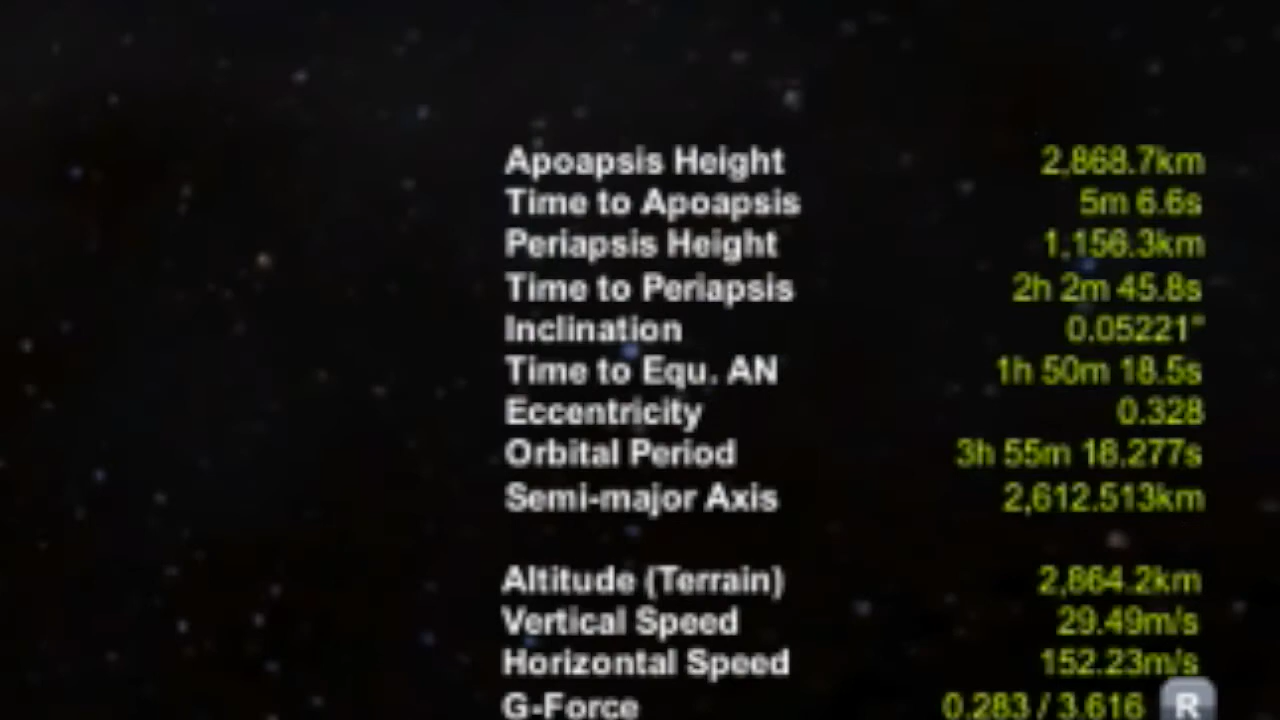 Apoapsis Height 2,868.7km
Time to Apoapsis 5m 6.6s
Periapsis Height 1,156.3km
Time to Periapsis 2h 2m 45.8s
Inclination 0.05221°
Time to Equ. AN 1h 50m 18.5s
Eccentricity 0.328
Orbital Period 3h 55m 18.277s
Semi-major Axis 2,612.513km
Altitude (Terrain) 2,864.2km
Vertical Speed 29.49m/s
Horizontal Speed 152.23m/s
G-Force 0.283 / 3.616 R